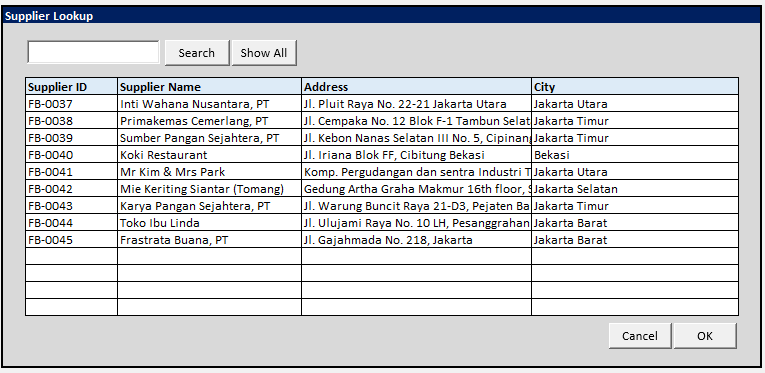 Supplier Lookup
Search Show All
Supplier ID Supplier Name Address City
FB-0037 Inti Wahana Nusantara, PT Jl. Pluit Raya No. 22-21 Jakarta Utara Jakarta Utara
FB-0038 Primakemas Cemerlang, PT Jl. Cempaka No. 12 Blok F-1 Tambun Selat Jakarta Timur
FB-0039 Sumber Pangan Sejahtera, PT Jl. Kebon Nanas Selatan III No. 5, Cipinang Jakarta Timur
FB-0040 Koki Restaurant Jl. Iriana Blok FF, Cibitung Bekasi Bekasi
FB-0041 Mr Kim & Mrs Park Komp. Pergudangan dan sentra Industri T Jakarta Utara
FB-0042 Mie Keriting Siantar (Tomang) Gedung Artha Graha Makmur 16th floor, S Jakarta Selatan
FB-0043 Karya Pangan Sejahtera, PT Jl. Warung Buncit Raya 21-D3, Pejaten Ba Jakarta Timur
FB-0044 Toko Ibu Linda Jl. Ulujami Raya No. 10 LH, Pesanggrahan Jakarta Barat
FB-0045 Frastrata Buana, PT Jl. Gajahmada No. 218, Jakarta Jakarta Barat
Cancel OK